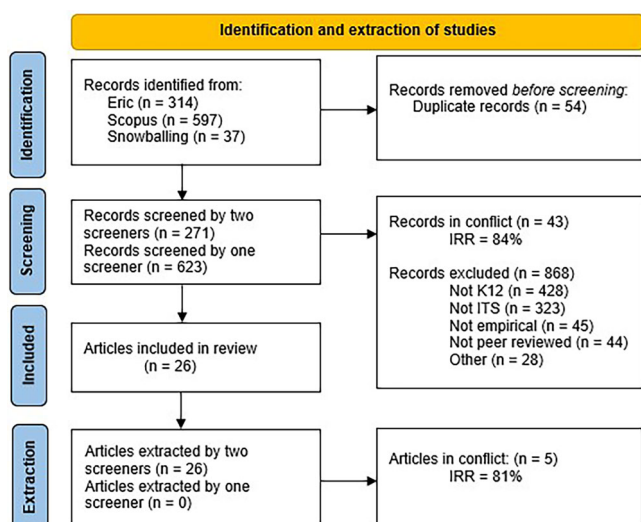 Identification and extraction of studies
Identification
Records identified from:
Eric (n = 314)
Scopus (n = 597)
Snowballing (n = 37)
Records removed before screening:
Duplicate records (n = 54)
Screening
Records screened by two
screeners (n = 271)
Records screened by one
screener (n = 623)
Records in conflict (n = 43)
IRR = 84%
Records excluded (n = 868)
Not K12 (n = 428)
Not ITS (n = 323)
Not empirical (n = 45)
Not peer reviewed (n = 44)
Other (n = 28)
Included
Articles included in review
(n = 26)
Extraction
Articles extracted by two
screeners (n = 26)
Articles extracted by one
screener (n = 0)
Articles in conflict: (n = 5)
IRR = 81%